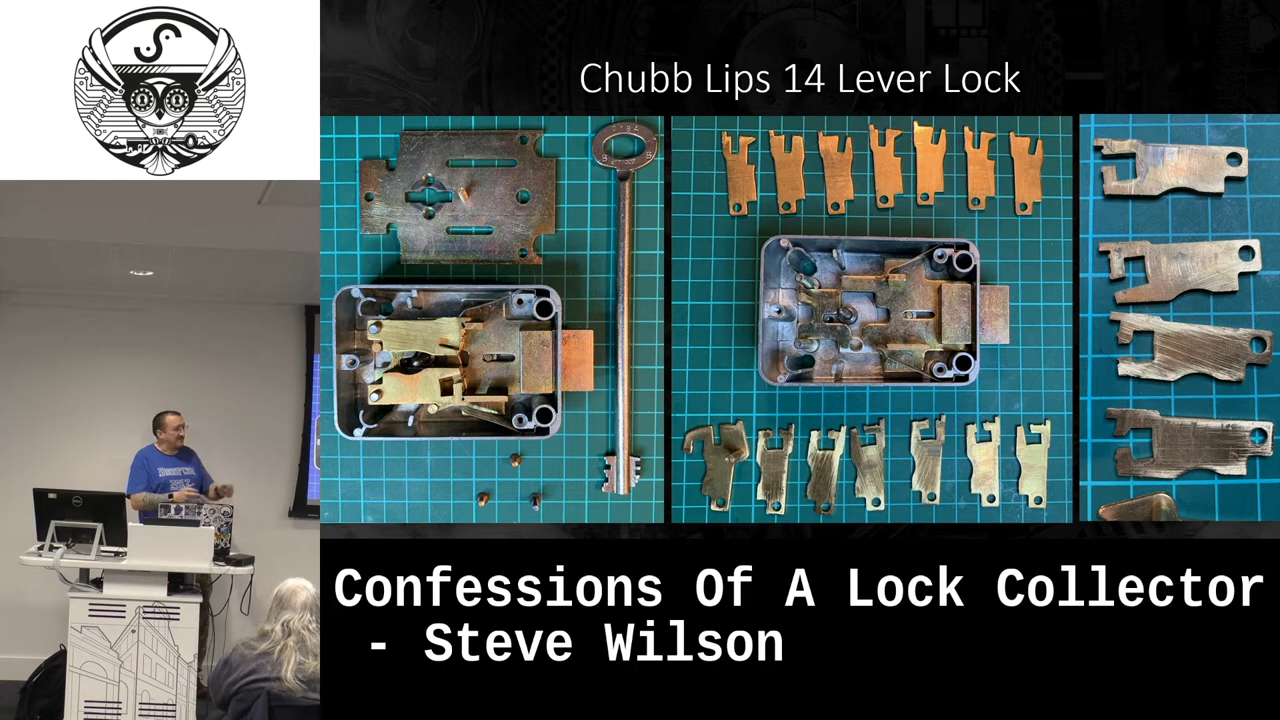 Chubb Lips 14 Lever Lock
Confessions Of A Lock Collector
- Steve Wilson